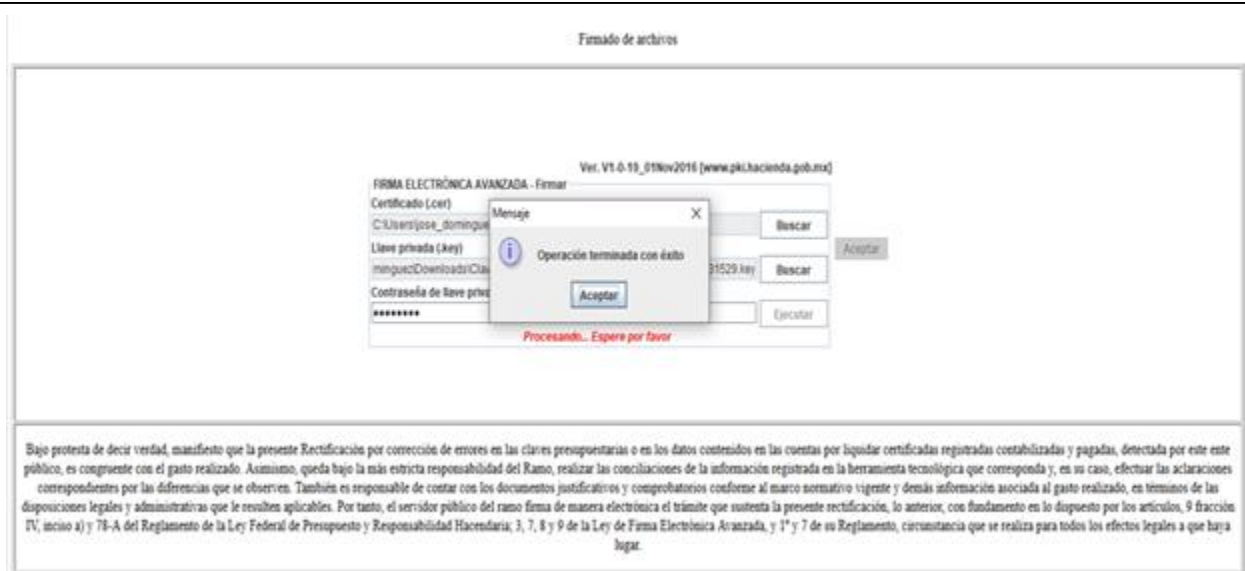 Firmado de archivos
Ver. V1-0-19_01Nov2016 [www.pki.hacienda.gob.mx]
FIRMA ELECTRÓNICA AVANZADA - Firmar
Certificado (.cer)
Mensaje X
C:\Users\jose_domingue
Buscar
Operación terminada con éxito
Llave privada (.key)
Aceptar
minguez\Downloads\Clav
31529.key
Buscar
Contraseña de llave priva
Aceptar
********
Ejecutar
Procesando... Espere por favor
Bajo protesta de decir verdad, manifiesto que la presente Rectificación por corrección de errores en las claves presupuestarias o en los datos contenidos en las cuentas por liquidar certificadas registradas contabilizadas y pagadas, detectada por este ente
público, es congruente con el gasto realizado. Asimismo, queda bajo la más estricta responsabilidad del Ramo, realizar las conciliaciones de la información registrada en la herramienta tecnológica que corresponda y, en su caso, efectuar las aclaraciones
correspondientes por las diferencias que se observen. También es responsable de contar con los documentos justificativos y comprobatorios conforme al marco normativo vigente y demás información asociada al gasto realizado, en términos de las
disposiciones legales y administrativas que le resulten aplicables. Por tanto, el servidor público del ramo firma de manera electrónica el trámite que sustenta la presente rectificación, lo anterior, con fundamento en lo dispuesto por los artículos, 9 fracción
IV, inciso a) y 78-A del Reglamento de la Ley Federal de Presupuesto y Responsabilidad Hacendaria; 3, 7, 8 y 9 de la Ley de Firma Electrónica Avanzada, y 1° y 7 de su Reglamento, circunstancia que se realiza para todos los efectos legales a que haya
lugar.